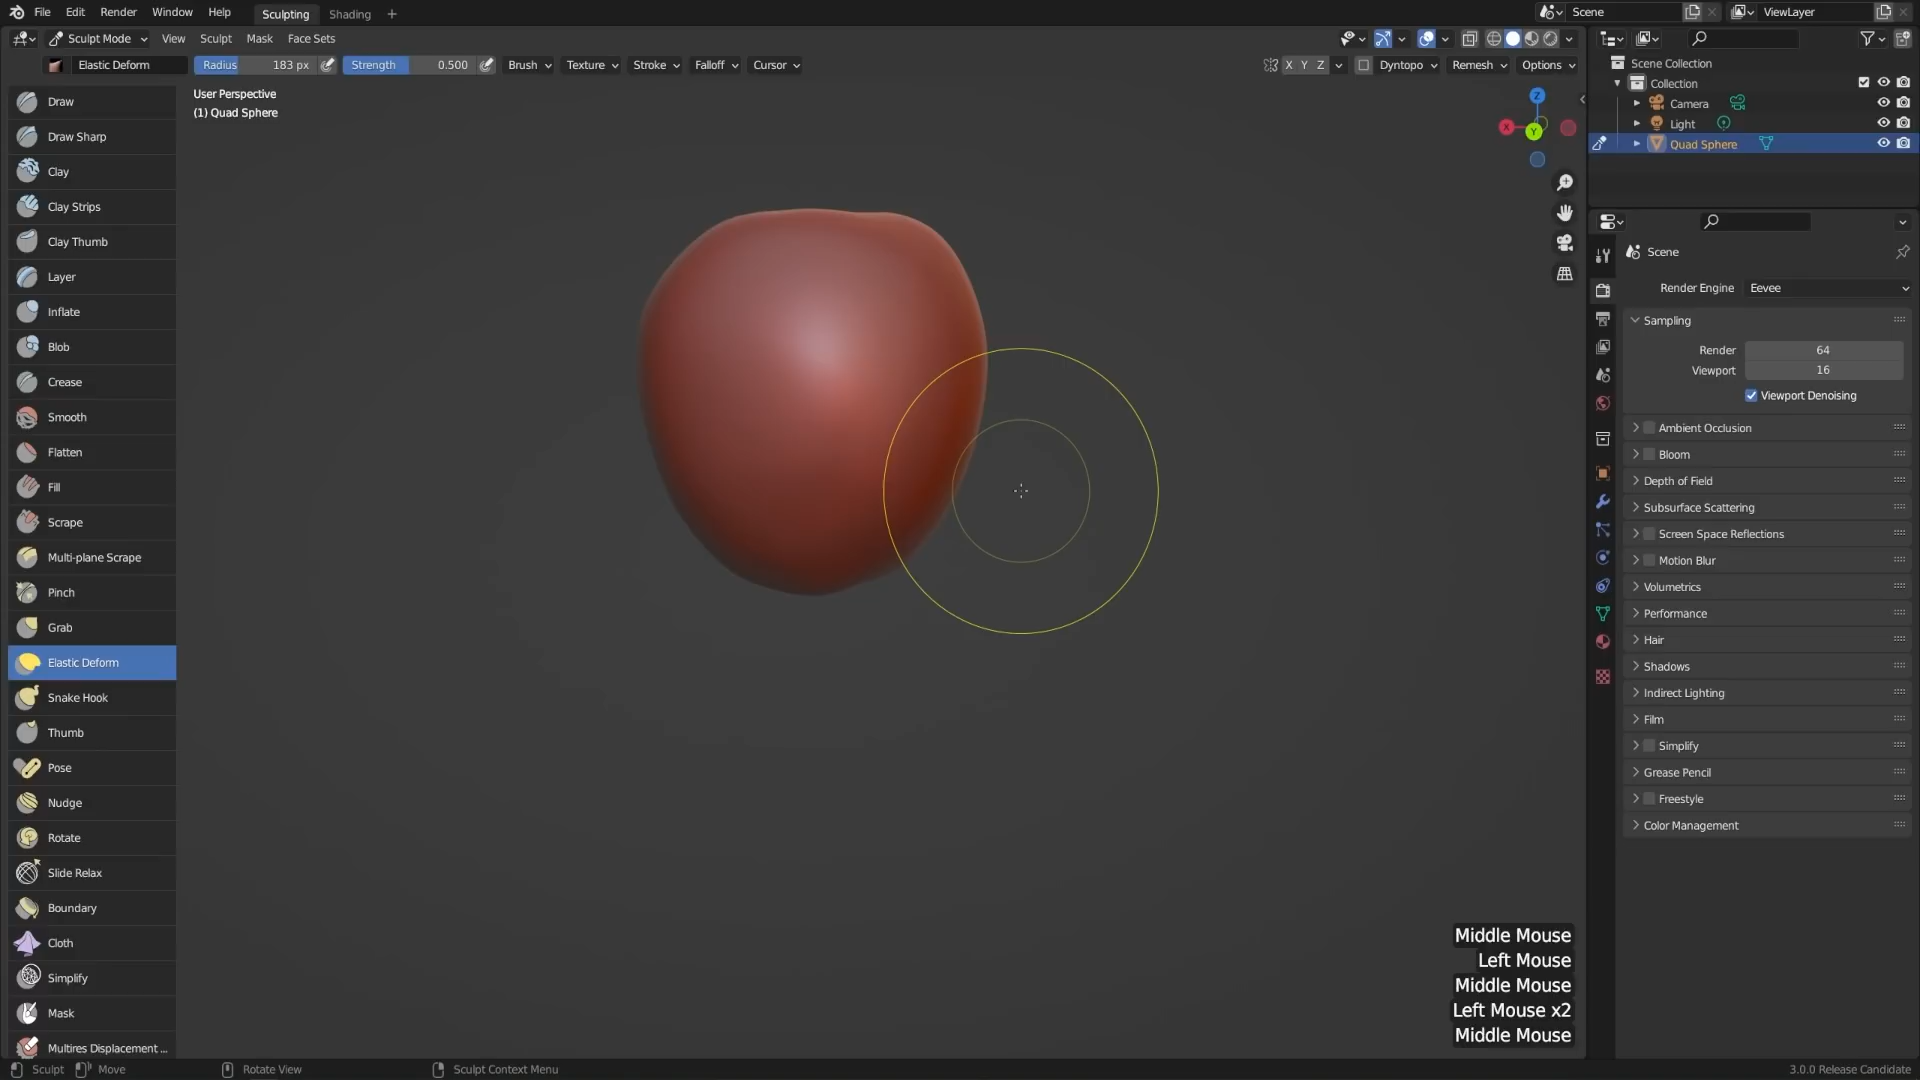 File Edit Render Window Help Sculpting Shading + Scene ViewLayer
Sculpt Mode View Sculpt Mask Face Sets
Elastic Deform Radius 183 px Strength 0.500 Brush Texture Stroke Falloff Cursor X Y Z Dyntopo Remesh Options
User Perspective
(1) Quad Sphere
Draw
Draw Sharp
Clay
Clay Strips
Clay Thumb
Layer
Inflate
Blob
Crease
Smooth
Flatten
Fill
Scrape
Multi-plane Scrape
Pinch
Grab
Elastic Deform
Snake Hook
Thumb
Pose
Nudge
Rotate
Slide Relax
Boundary
Cloth
Simplify
Mask
Multires Displacement ...
Z
X
Y
Middle Mouse
Left Mouse
Middle Mouse
Left Mouse x2
Middle Mouse
Scene Collection
Collection
Camera
Light
Quad Sphere
Scene
Render Engine Eevee
Sampling
Render 64
Viewport 16
Viewport Denoising
Ambient Occlusion
Bloom
Depth of Field
Subsurface Scattering
Screen Space Reflections
Motion Blur
Volumetrics
Performance
Hair
Shadows
Indirect Lighting
Film
Simplify
Grease Pencil
Freestyle
Color Management
Sculpt Move Rotate View Sculpt Context Menu 3.0.0 Release Candidate